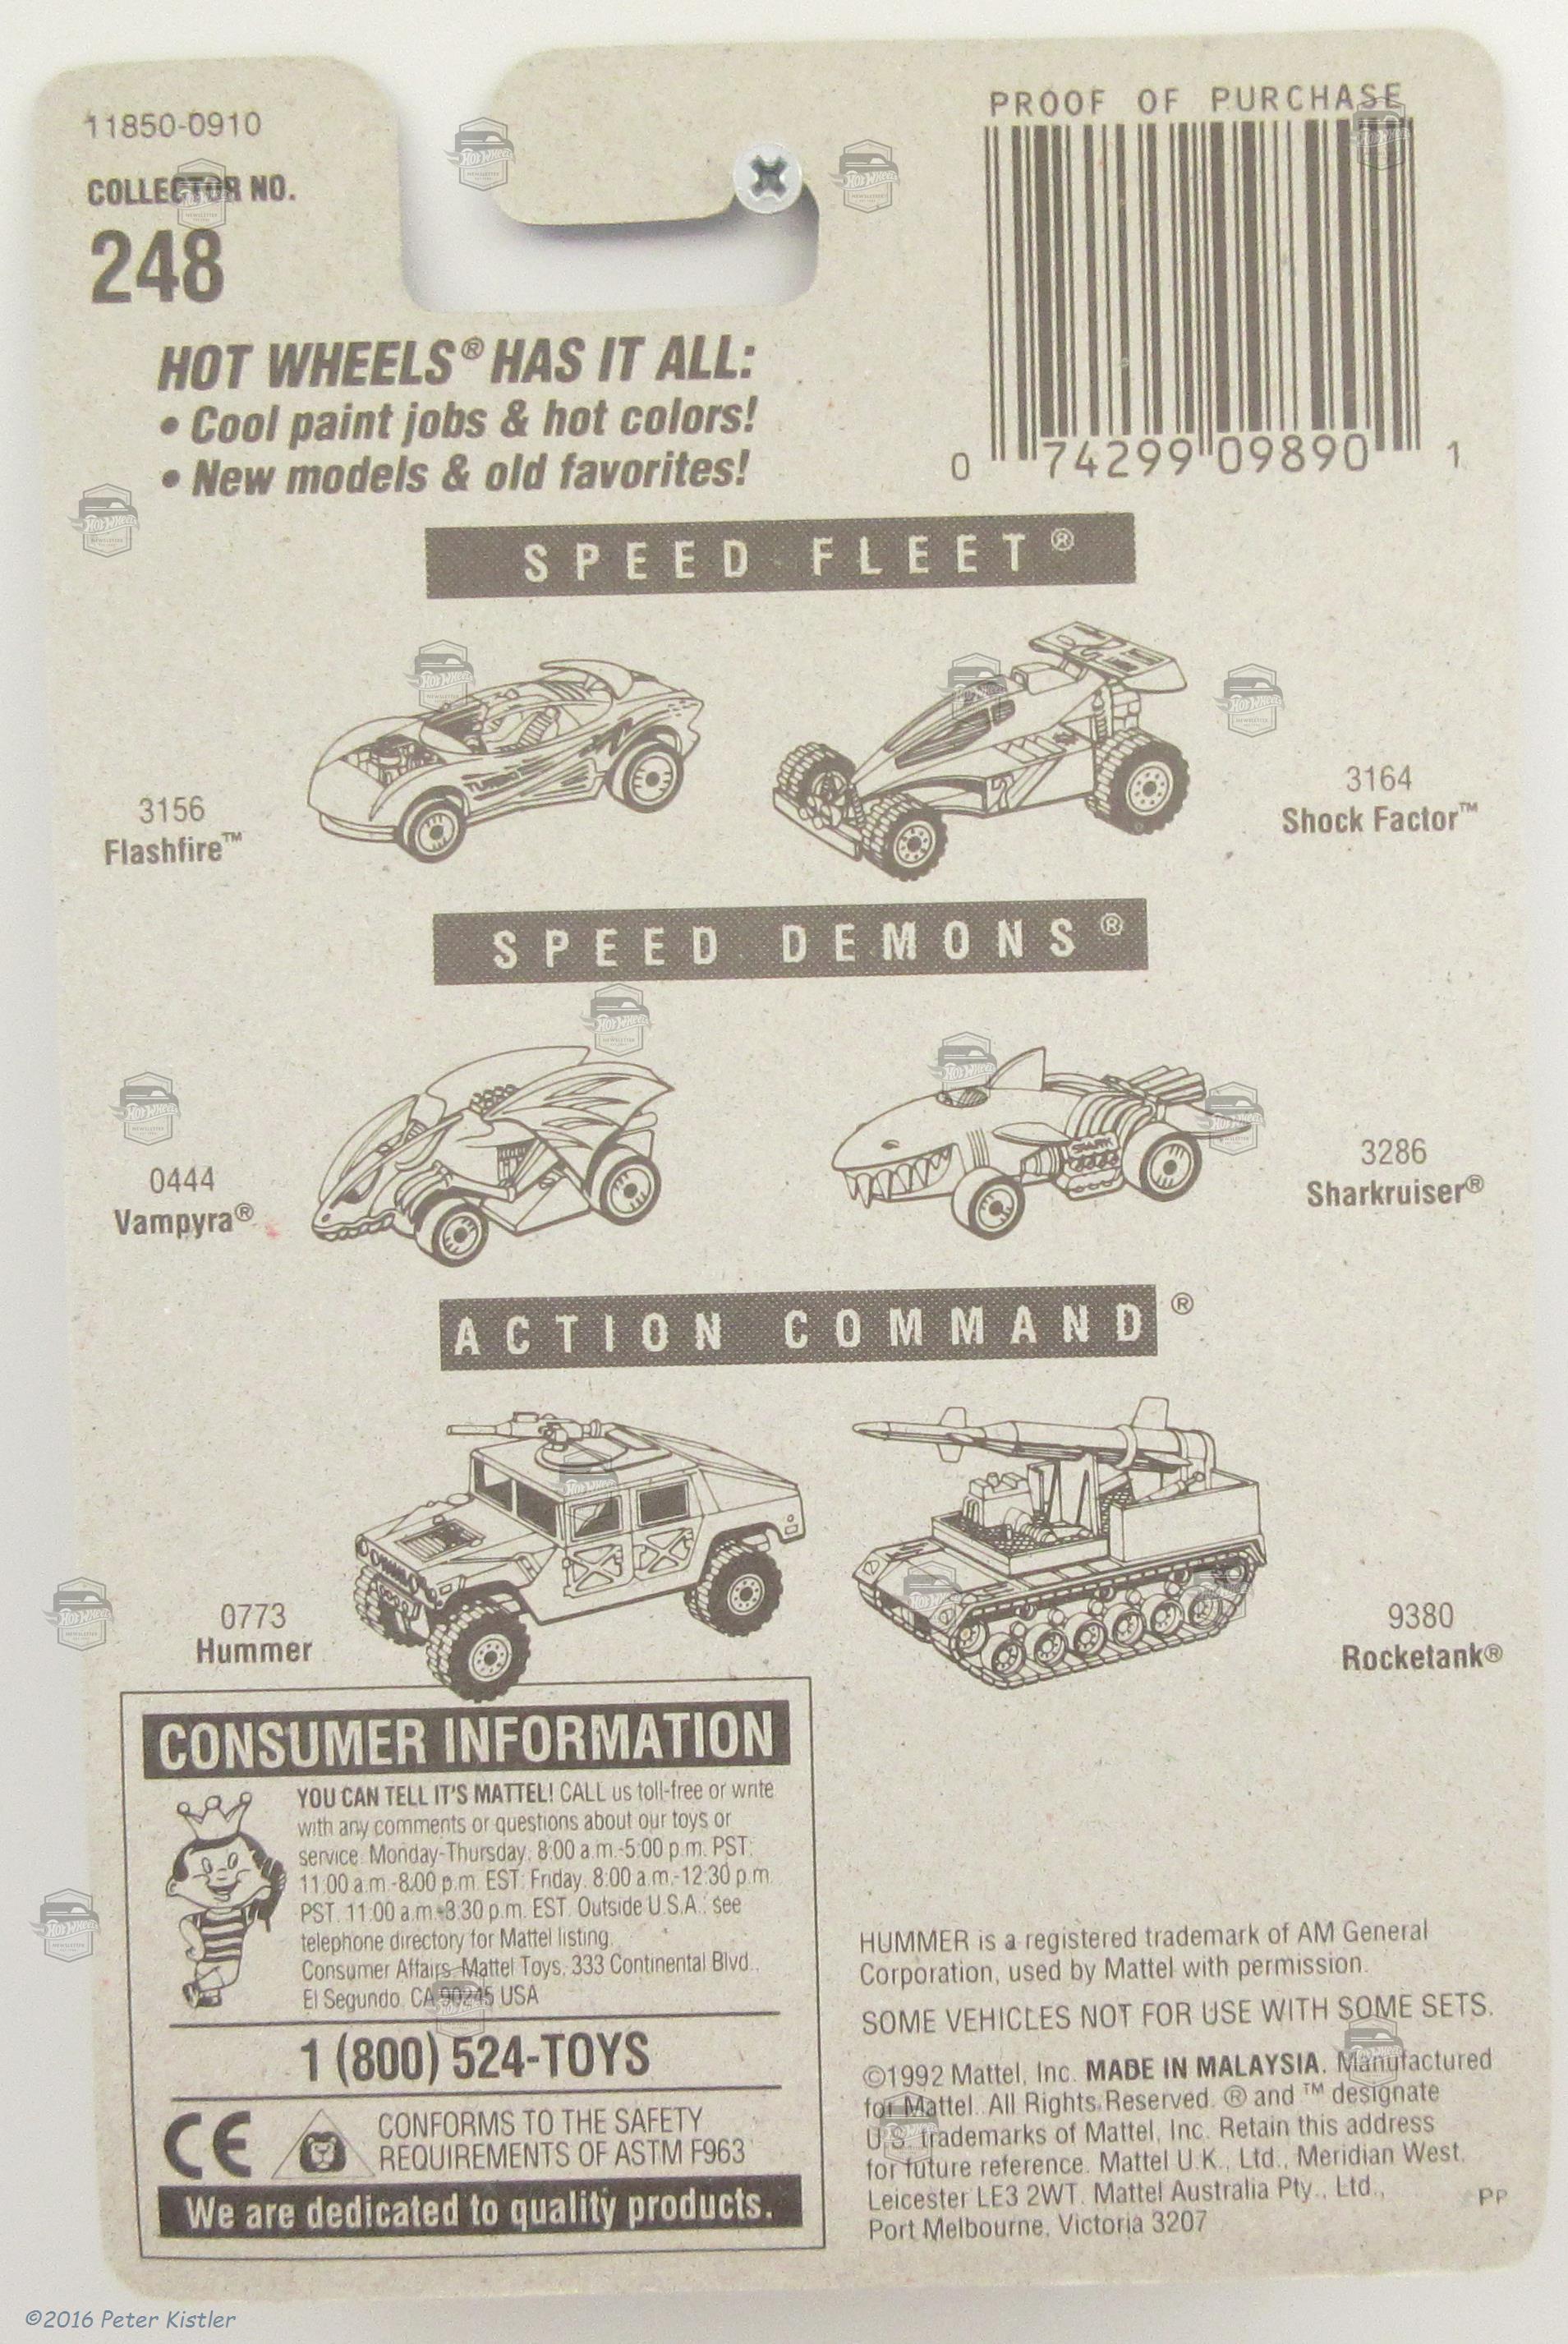 11850-0910
COLLECTOR NO.
248
PROOF OF PURCHASE
0 74299 09890 1
HOT WHEELS® HAS IT ALL:
• Cool paint jobs & hot colors!
• New models & old favorites!
SPEED FLEET®
3156
Flashfire™
3164
Shock Factor™
SPEED DEMONS®
0444
Vampyra®
3286
Sharkruiser®
ACTION COMMAND®
0773
Hummer
9380
Rocketank®
CONSUMER INFORMATION
YOU CAN TELL IT'S MATTEL! CALL us toll-free or write
with any comments or questions about our toys or
service. Monday-Thursday, 8:00 a.m.-5:00 p.m. PST;
11:00 a.m.-8:00 p.m. EST; Friday, 8:00 a.m.-12:30 p.m.
PST, 11:00 a.m.-3:30 p.m. EST. Outside U.S.A.: see
telephone directory for Mattel listing.
Consumer Affairs, Mattel Toys, 333 Continental Blvd.,
El Segundo, CA 90245 USA
1 (800) 524-TOYS
CE
CONFORMS TO THE SAFETY
REQUIREMENTS OF ASTM F963
We are dedicated to quality products.
HUMMER is a registered trademark of AM General
Corporation, used by Mattel with permission.
SOME VEHICLES NOT FOR USE WITH SOME SETS.
©1992 Mattel, Inc. MADE IN MALAYSIA. Manufactured
for Mattel. All Rights Reserved. ® and ™ designate
U.S. trademarks of Mattel, Inc. Retain this address
for future reference. Mattel U.K., Ltd., Meridian West,
Leicester LE3 2WT. Mattel Australia Pty., Ltd.,
Port Melbourne, Victoria 3207
PP
©2016 Peter Kistler